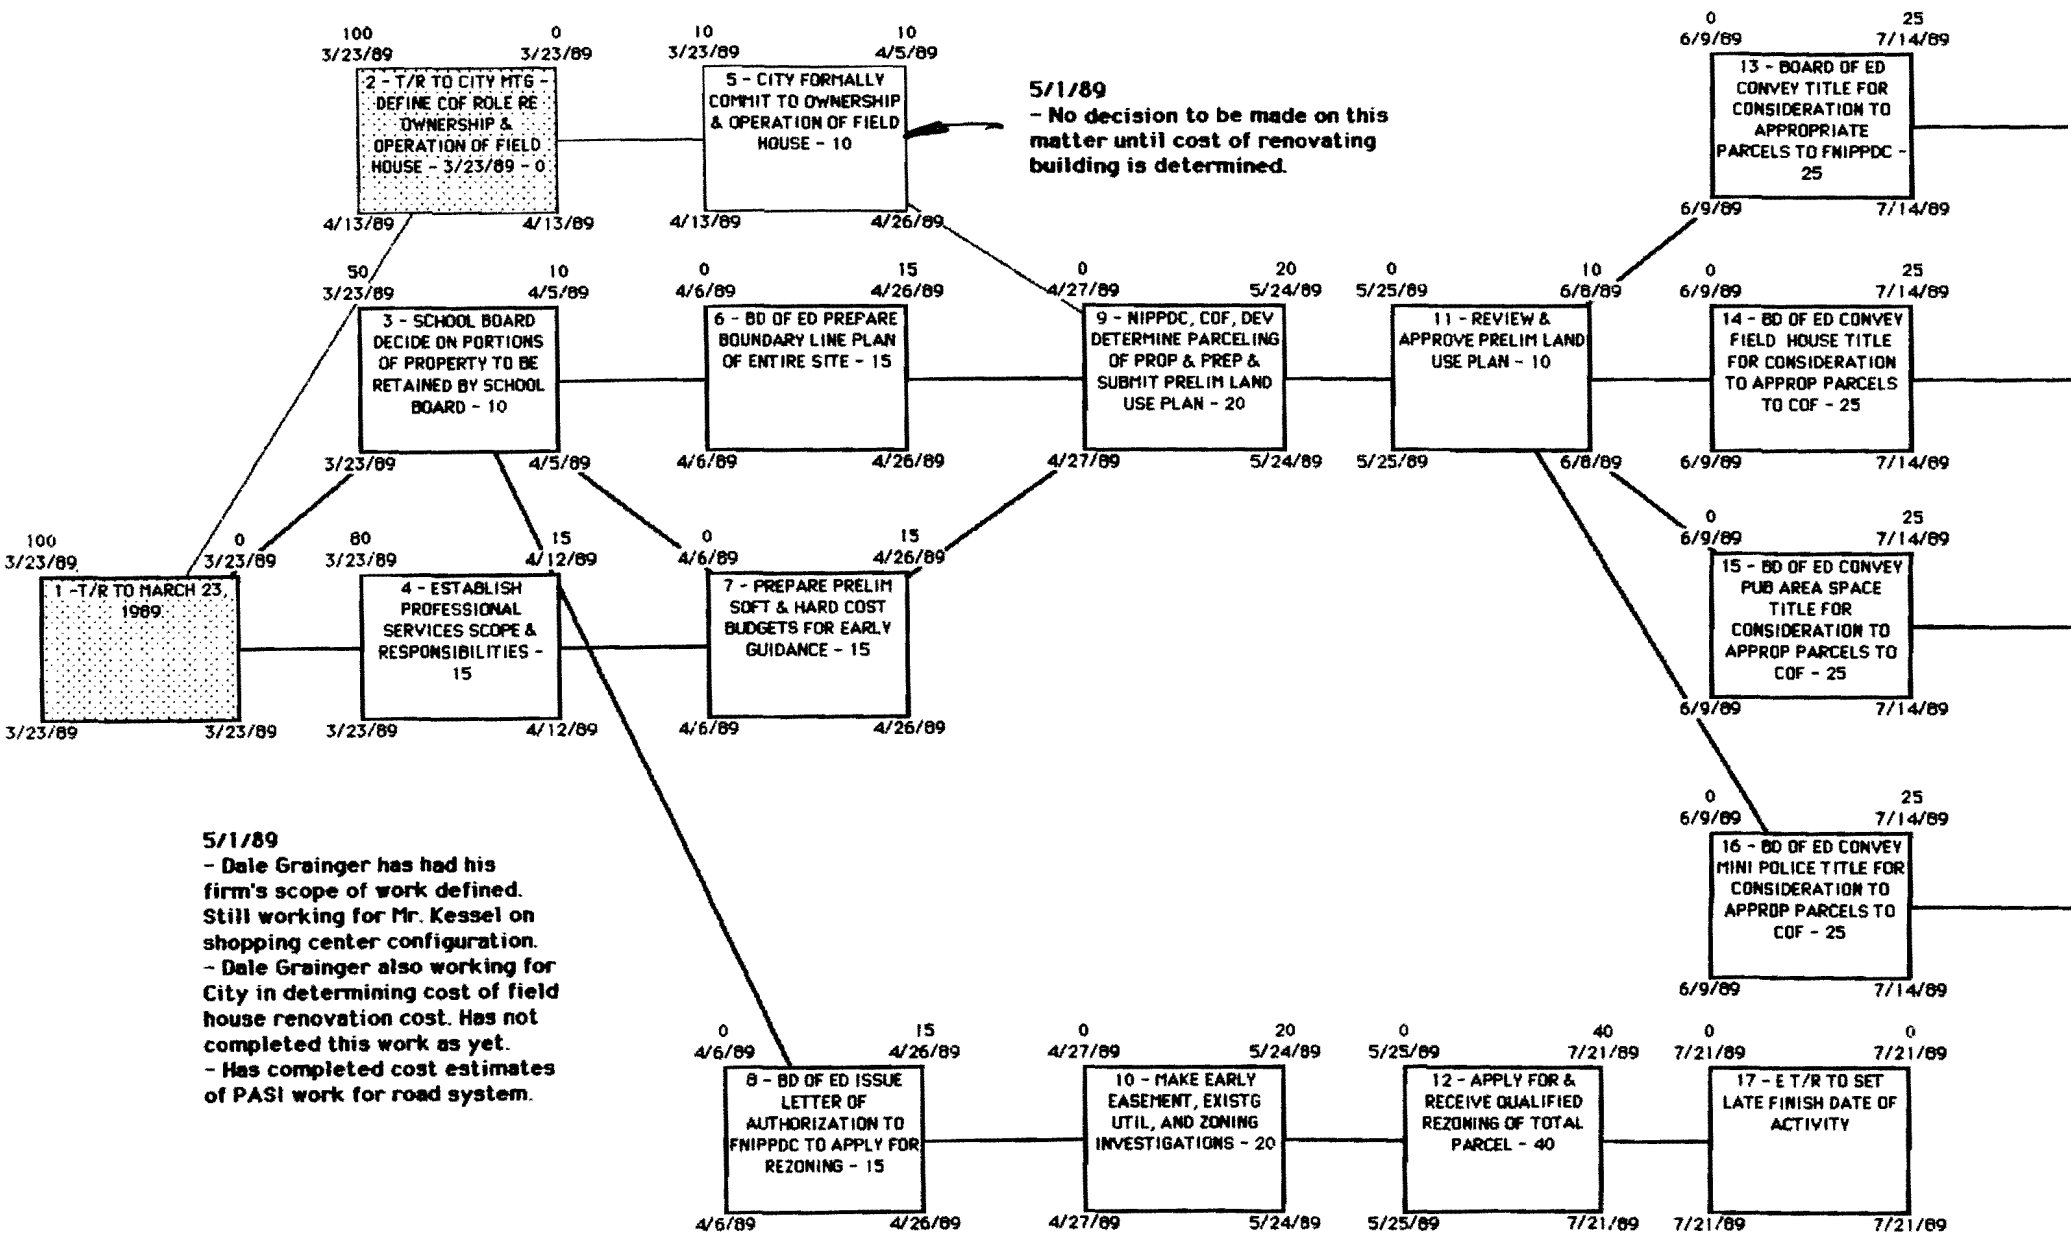 100
0
3/23/89
3/23/89
2 - T/R TO CITY MTG -
DEFINE COF ROLE RE
OWNERSHIP &
OPERATION OF FIELD
HOUSE - 3/23/89 - 0
4/13/89
4/13/89
10
10
3/23/89
4/5/89
5 - CITY FORMALLY
COMMIT TO OWNERSHIP
& OPERATION OF FIELD
HOUSE - 10
4/13/89
4/26/89
5/1/89
- No decision to be made on this
matter until cost of renovating
building is determined.
0
25
6/9/89
7/14/89
13 - BOARD OF ED
CONVEY TITLE FOR
CONSIDERATION TO
APPROPRIATE
PARCELS TO FNIPPDC -
25
6/9/89
7/14/89
50
10
3/23/89
4/5/89
3 - SCHOOL BOARD
DECIDE ON PORTIONS
OF PROPERTY TO BE
RETAINED BY SCHOOL
BOARD - 10
3/23/89
4/5/89
0
15
4/6/89
4/26/89
6 - BD OF ED PREPARE
BOUNDARY LINE PLAN
OF ENTIRE SITE - 15
4/6/89
4/26/89
0
20
4/27/89
5/24/89
9 - NIPPDC, COF, DEV
DETERMINE PARCELING
OF PROP & PREP &
SUBMIT PRELIM LAND
USE PLAN - 20
4/27/89
5/24/89
0
10
5/25/89
6/8/89
11 - REVIEW &
APPROVE PRELIM LAND
USE PLAN - 10
5/25/89
6/8/89
0
25
6/9/89
7/14/89
14 - BD OF ED CONVEY
FIELD HOUSE TITLE
FOR CONSIDERATION
TO APPROP PARCELS
TO COF - 25
6/9/89
7/14/89
100
0
3/23/89
3/23/89
1 -T/R TO MARCH 23,
1989
3/23/89
3/23/89
80
15
3/23/89
4/12/89
4 - ESTABLISH
PROFESSIONAL
SERVICES SCOPE &
RESPONSIBILITIES -
15
3/23/89
4/12/89
0
15
4/6/89
4/26/89
7 - PREPARE PRELIM
SOFT & HARD COST
BUDGETS FOR EARLY
GUIDANCE - 15
4/6/89
4/26/89
0
25
6/9/89
7/14/89
15 - BD OF ED CONVEY
PUB AREA SPACE
TITLE FOR
CONSIDERATION TO
APPROP PARCELS TO
COF - 25
6/9/89
7/14/89
0
25
6/9/89
7/14/89
16 - BD OF ED CONVEY
MINI POLICE TITLE FOR
CONSIDERATION TO
APPROP PARCELS TO
COF - 25
6/9/89
7/14/89
5/1/89
- Dale Grainger has had his
firm's scope of work defined.
Still working for Mr. Kessel on
shopping center configuration.
- Dale Grainger also working for
City in determining cost of field
house renovation cost. Has not
completed this work as yet.
- Has completed cost estimates
of PASI work for road system.
0
15
4/6/89
4/26/89
8 - BD OF ED ISSUE
LETTER OF
AUTHORIZATION TO
FNIPPDC TO APPLY FOR
REZONING - 15
4/6/89
4/26/89
0
20
4/27/89
5/24/89
10 - MAKE EARLY
EASEMENT, EXISTG
UTIL, AND ZONING
INVESTIGATIONS - 20
4/27/89
5/24/89
0
40
5/25/89
7/21/89
12 - APPLY FOR &
RECEIVE QUALIFIED
REZONING OF TOTAL
PARCEL - 40
5/25/89
7/21/89
0
0
7/21/89
7/21/89
17 - E T/R TO SET
LATE FINISH DATE OF
ACTIVITY
7/21/89
7/21/89